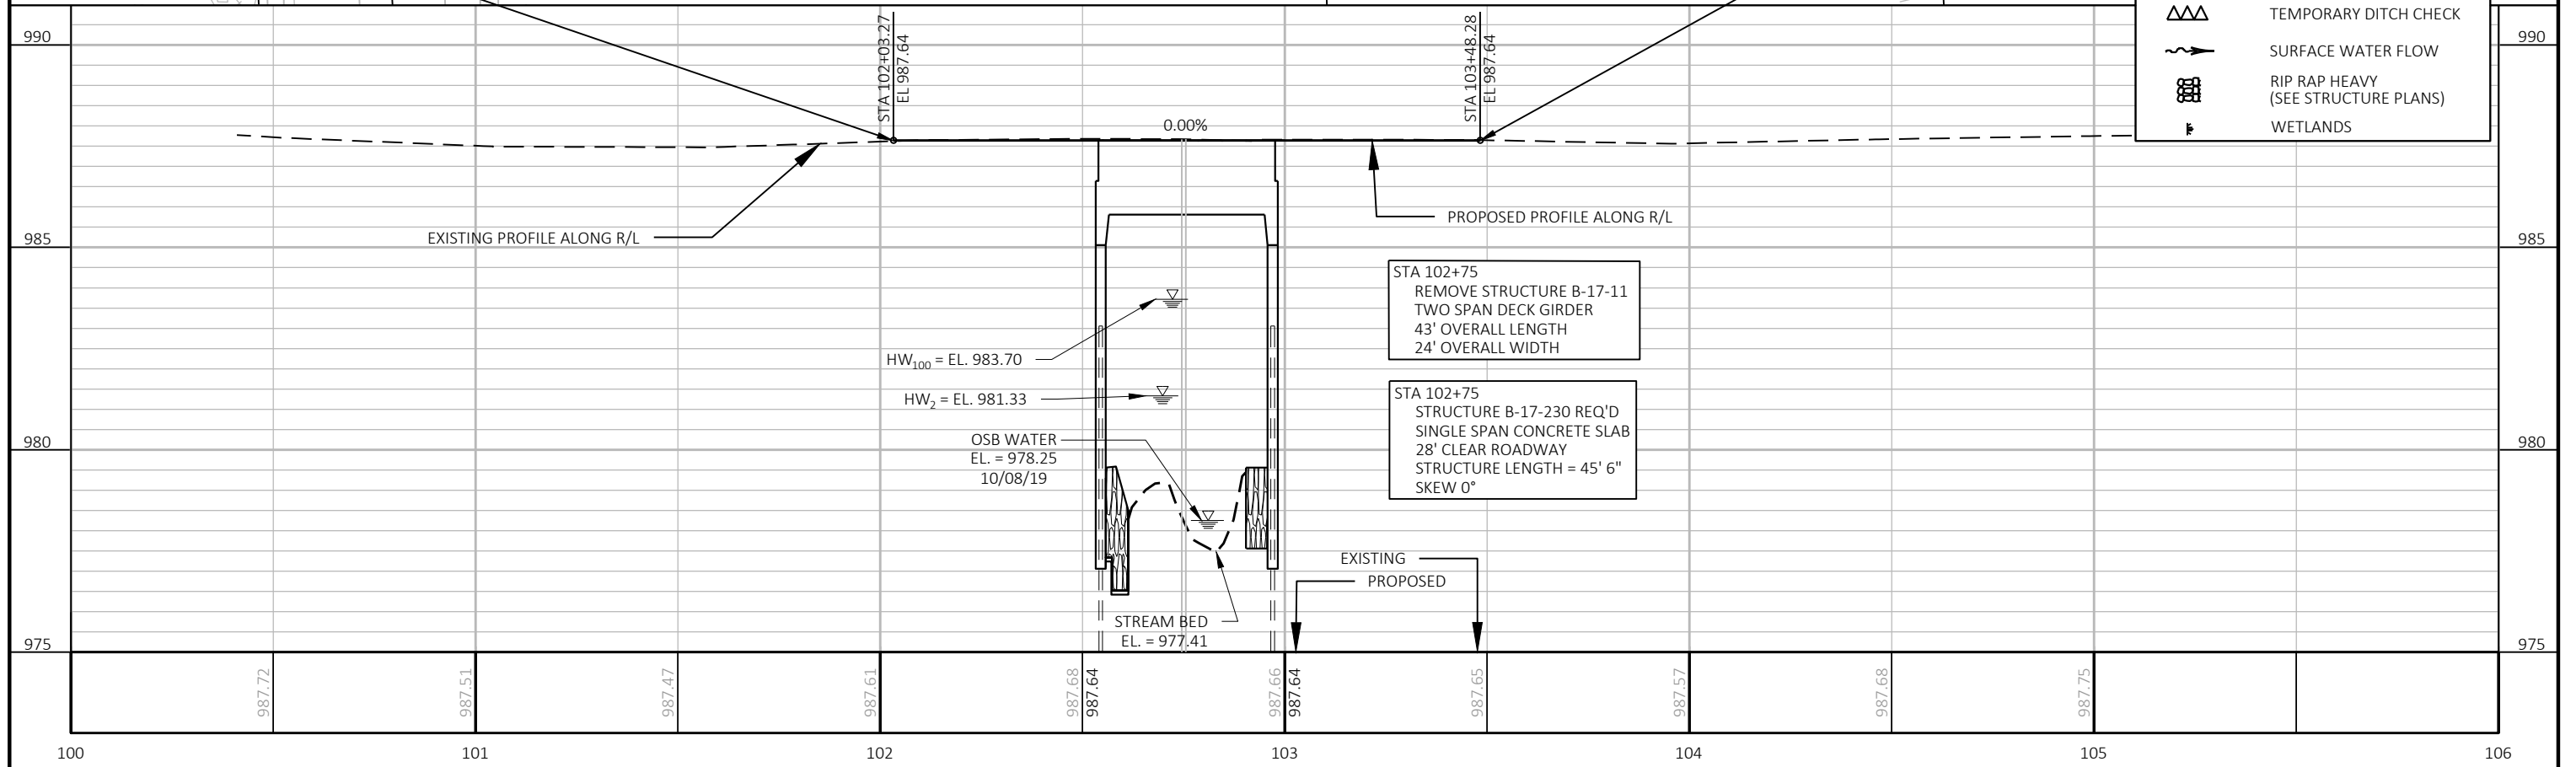 TEMPORARY DITCH CHECK
SURFACE WATER FLOW
RIP RAP HEAVY
(SEE STRUCTURE PLANS)
WETLANDS
990
990
STA 102+03.27
EL 987.64
STA 103+48.28
EL 987.64
0.00%
EXISTING PROFILE ALONG R/L
PROPOSED PROFILE ALONG R/L
985
985
STA 102+75
REMOVE STRUCTURE B-17-11
TWO SPAN DECK GIRDER
43' OVERALL LENGTH
24' OVERALL WIDTH
HW100 = EL. 983.70
HW2 = EL. 981.33
STA 102+75
STRUCTURE B-17-230 REQ'D
SINGLE SPAN CONCRETE SLAB
28' CLEAR ROADWAY
STRUCTURE LENGTH = 45' 6"
SKEW 0°
980
980
OSB WATER
EL. = 978.25
10/08/19
EXISTING
PROPOSED
STREAM BED
EL. = 977.41
975
975
987.72
987.51
987.47
987.61
987.68
987.64
987.66
987.64
987.65
987.57
987.68
987.75
100
101
102
103
104
105
106